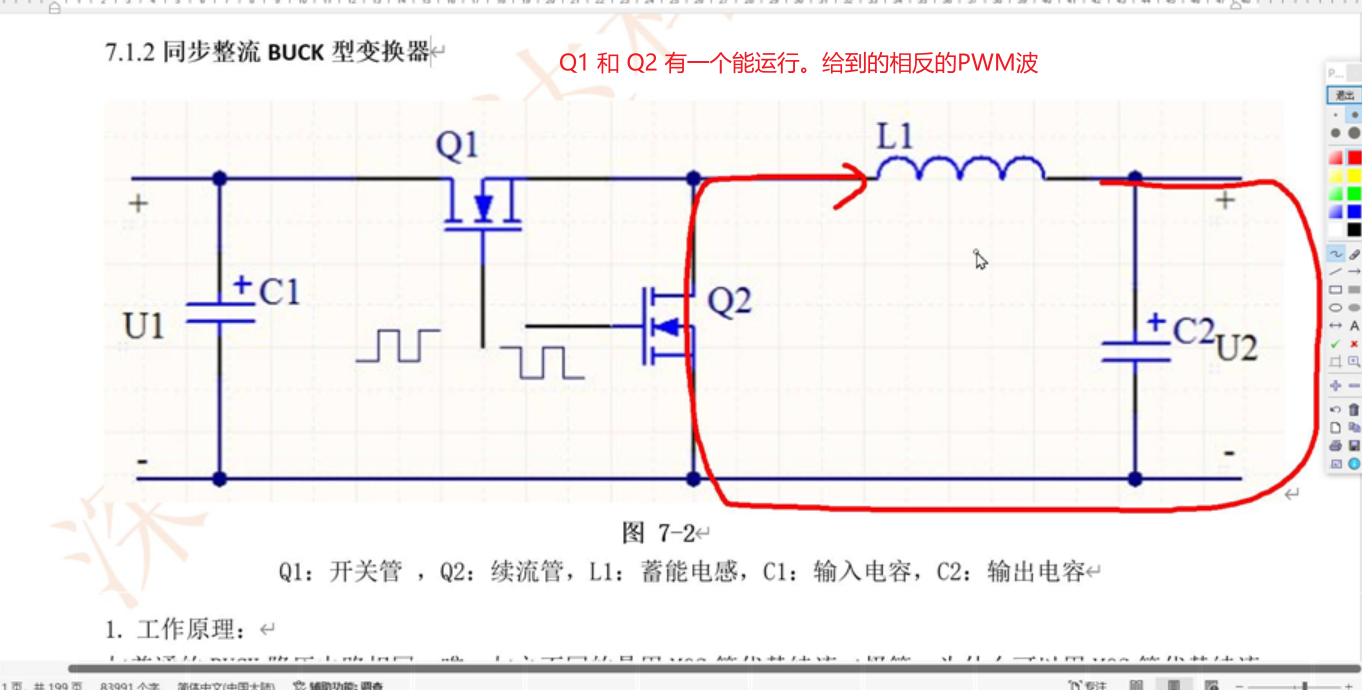 7.1.2 同步整流 BUCK 型变换器
Q1 和 Q2 有一个能运行。给到的相反的PWM波
P...
退出
Q1
L1
+
+
+ C1
Q2
U1
+ C2
U2
-
-
图 7-2
Q1: 开关管 ，Q2: 续流管，L1: 蓄能电感，C1: 输入电容，C2: 输出电容
1. 工作原理：
1页，共 199 页
83991 个字
简体中文(中国大陆)
辅助功能: 调查
专注